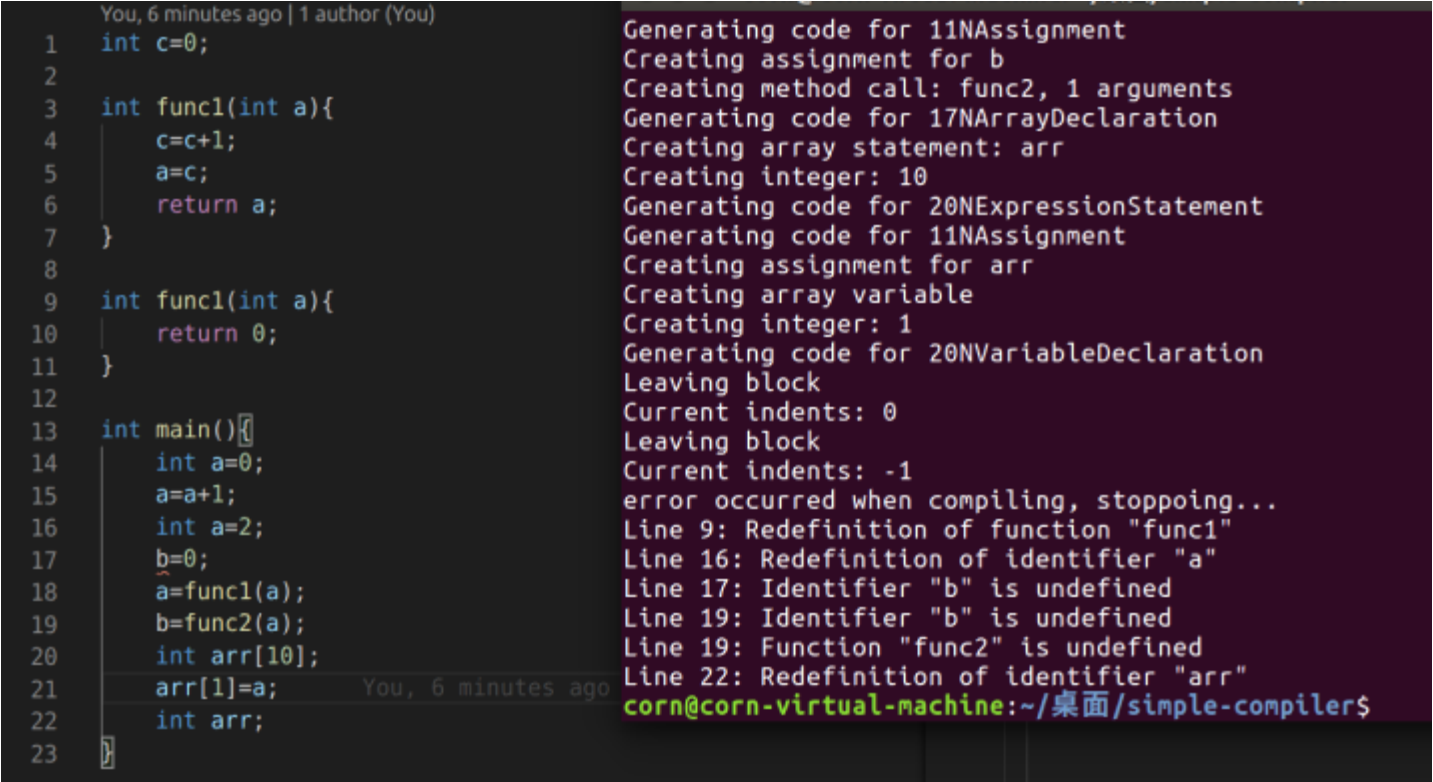 You, 6 minutes ago | 1 author (You)
1 int c=0;
2
3 int func1(int a){
4 c=c+1;
5 a=c;
6 return a;
7 }
8
9 int func1(int a){
10 return 0;
11 }
12
13 int main(){
14 int a=0;
15 a=a+1;
16 int a=2;
17 b=0;
18 a=func1(a);
19 b=func2(a);
20 int arr[10];
21 arr[1]=a; You, 6 minutes ago
22 int arr;
23 }
Generating code for 11NAssignment
Creating assignment for b
Creating method call: func2, 1 arguments
Generating code for 17NArrayDeclaration
Creating array statement: arr
Creating integer: 10
Generating code for 20NExpressionStatement
Generating code for 11NAssignment
Creating assignment for arr
Creating array variable
Creating integer: 1
Generating code for 20NVariableDeclaration
Leaving block
Current indents: 0
Leaving block
Current indents: -1
error occurred when compiling, stoppoing...
Line 9: Redefinition of function "func1"
Line 16: Redefinition of identifier "a"
Line 17: Identifier "b" is undefined
Line 19: Identifier "b" is undefined
Line 19: Function "func2" is undefined
Line 22: Redefinition of identifier "arr"
corn@corn-virtual-machine:~/桌面/simple-compiler$